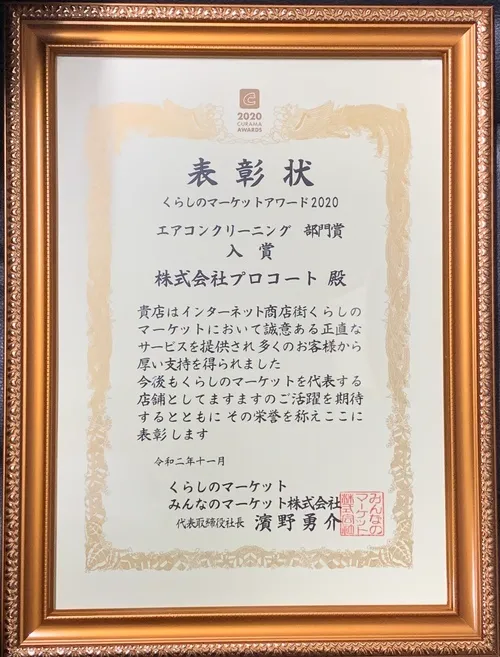 2020
CURAMA
AWARDS
表彰状
くらしのマーケットアワード2020
エアコンクリーニング 部門賞
入賞
株式会社プロコート 殿
貴店はインターネット商店街くらしの
マーケットにおいて誠意ある正直な
サービスを提供され多くのお客様から
厚い支持を得られました
今後もくらしのマーケットを代表する
店舗としてますますのご活躍を期待
するとともに その栄誉を称えここに
表彰します
令和二年十一月
くらしのマーケット
みんなのマーケット株式会社
代表取締役社長 濱野勇介
みんなの
マーケット
株式会社